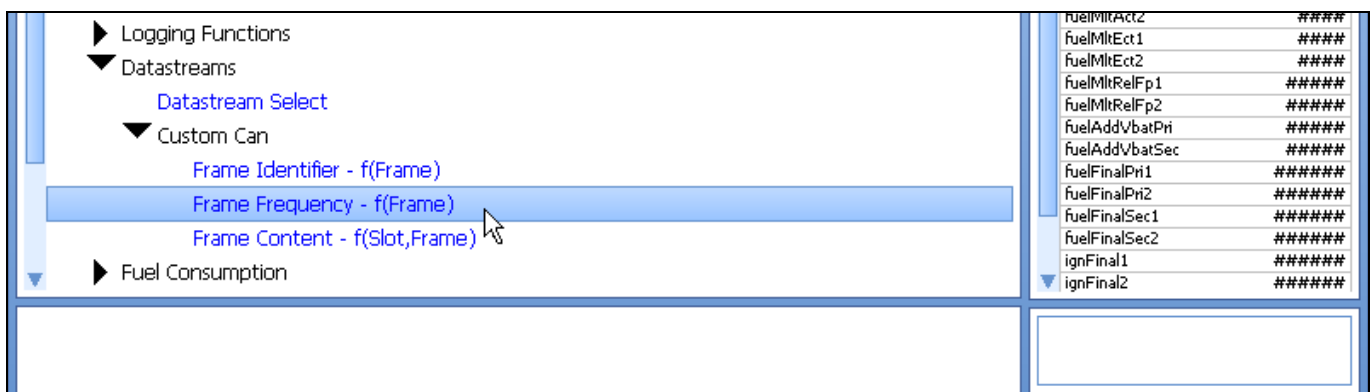 Logging Functions
Datastreams
Datastream Select
Custom Can
Frame Identifier - f(Frame)
Frame Frequency - f(Frame)
Frame Content - f(Slot,Frame)
Fuel Consumption
fuelMltAct2 ####
fuelMltEct1 ####
fuelMltEct2 ####
fuelMltRelFp1 #####
fuelMltRelFp2 #####
fuelAddVbatPri #####
fuelAddVbatSec #####
fuelFinalPri1 ######
fuelFinalPri2 ######
fuelFinalSec1 ######
fuelFinalSec2 ######
ignFinal1 ######
ignFinal2 ######